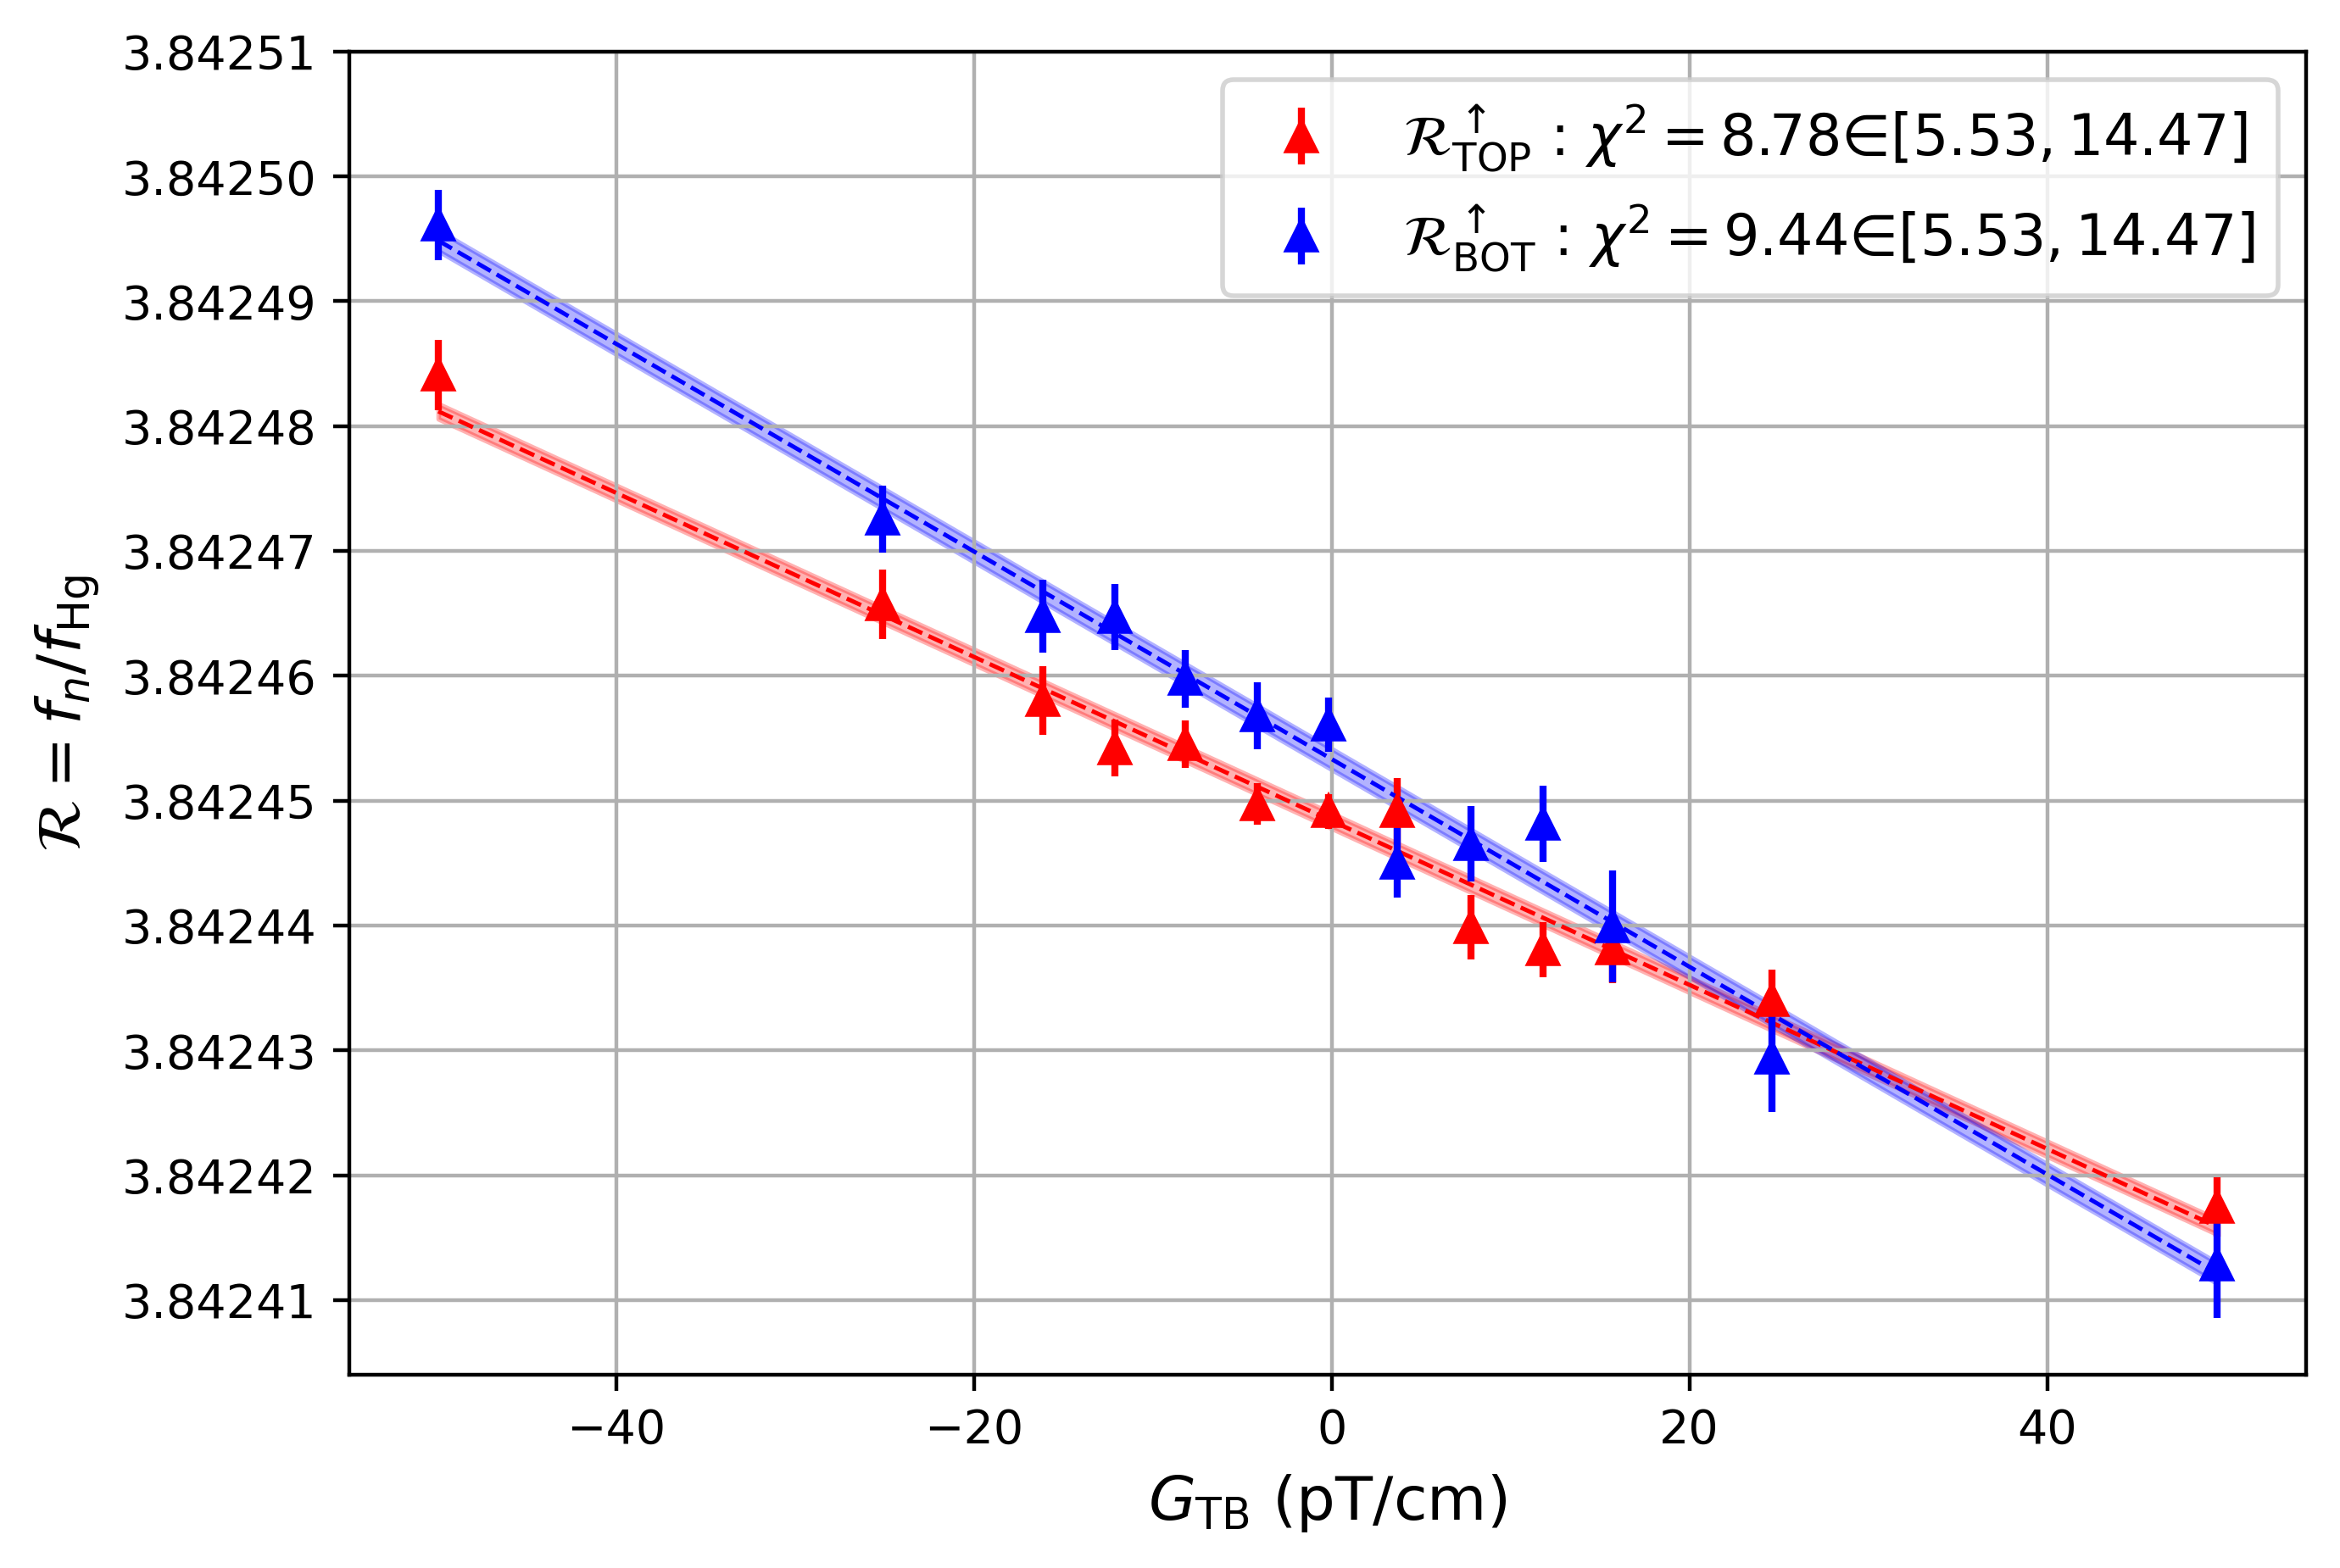 3.84251
3.84250
3.84249
3.84248
3.84247
3.84246
3.84245
3.84244
3.84243
3.84242
3.84241
ℛ = fₙ/f_Hg
ℛ↑_TOP : χ² = 8.78∈[5.53, 14.47]
ℛ↑_BOT : χ² = 9.44∈[5.53, 14.47]
−40 −20 0 20 40
G_TB (pT/cm)